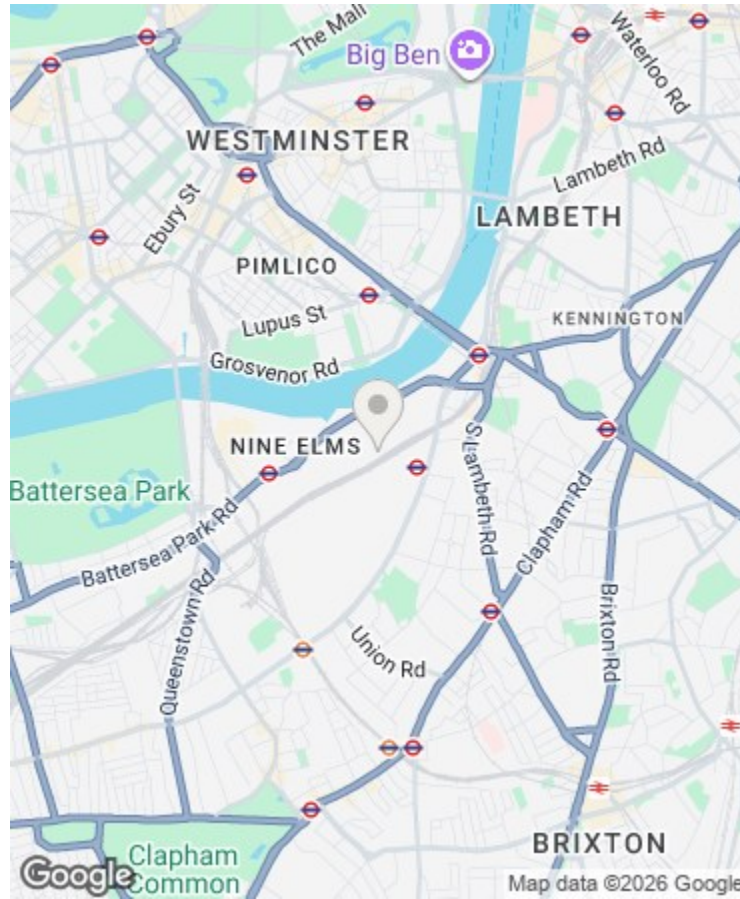 The Mall
Big Ben
Waterloo Rd
WESTMINSTER
Lambeth Rd
Ebury St
LAMBETH
PIMLICO
Lupus St
KENNINGTON
Grosvenor Rd
NINE ELMS
S Lambeth Rd
Clapham Rd
Battersea Park
Battersea Park Rd
Queenstown Rd
Brixton Rd
Union Rd
BRIXTON
Clapham
Common
Google
Map data ©2026 Google